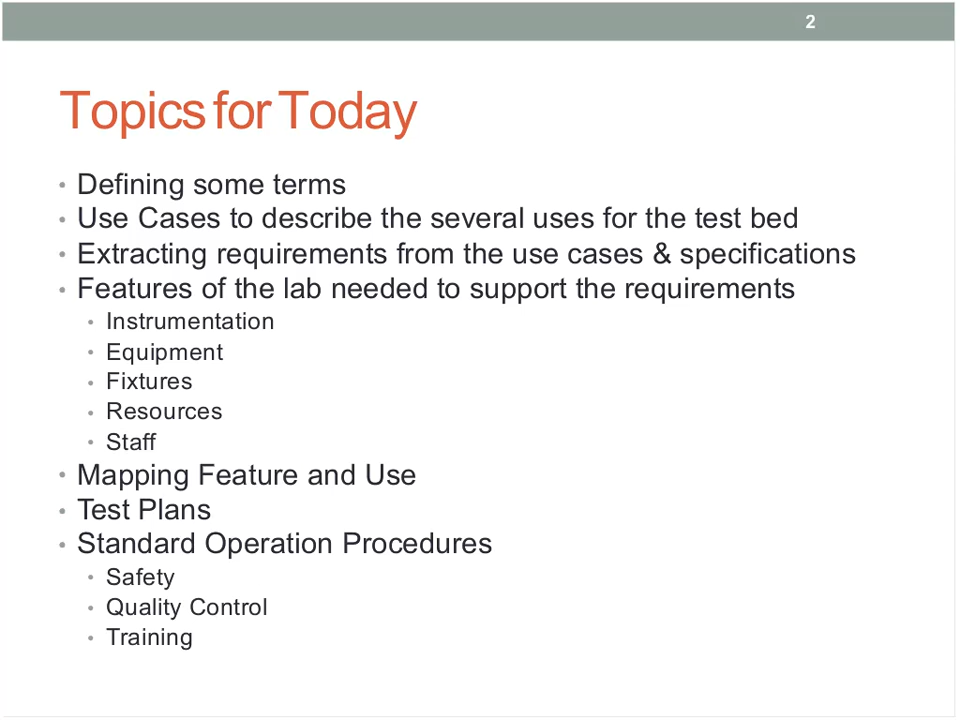 2
Topics for Today
• Defining some terms
• Use Cases to describe the several uses for the test bed
• Extracting requirements from the use cases & specifications
• Features of the lab needed to support the requirements
• Instrumentation
• Equipment
• Fixtures
• Resources
• Staff
• Mapping Feature and Use
• Test Plans
• Standard Operation Procedures
• Safety
• Quality Control
• Training